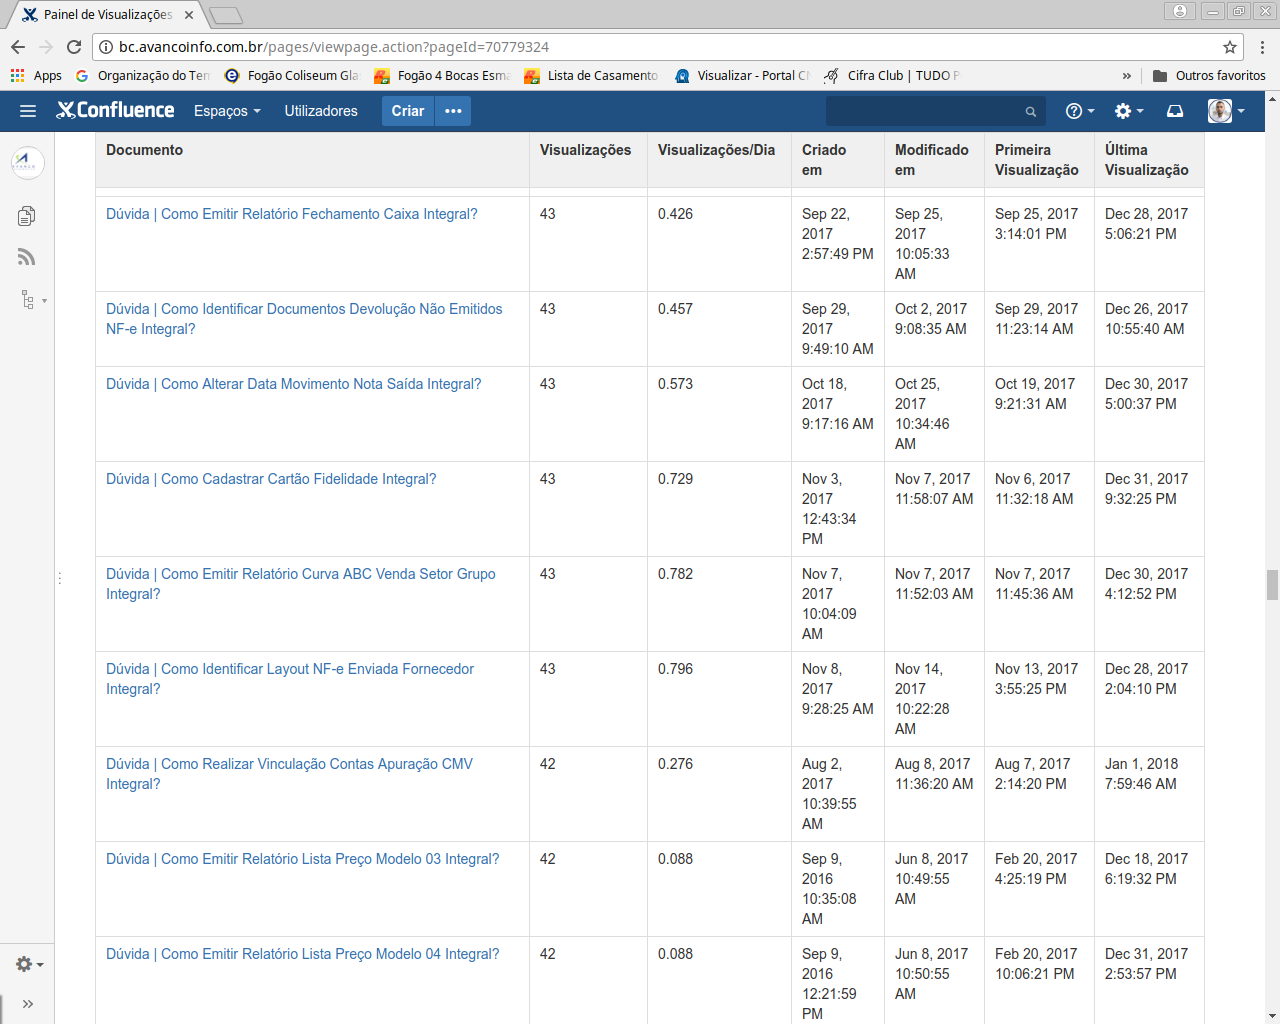 Painel de Visualizações
bc.avancoinfo.com.br/pages/viewpage.action?pageId=70779324
Apps Organização do Ter Fogão Coliseum Gla Fogão 4 Bocas Esma Lista de Casamento Visualizar - Portal C Cifra Club | TUDO » Outros favoritos
Confluence Espaços Utilizadores Criar •••
Documento Visualizações Visualizações/Dia Criado em Modificado em Primeira Visualização Última Visualização
Dúvida | Como Emitir Relatório Fechamento Caixa Integral? 43 0.426 Sep 22, 2017 2:57:49 PM Sep 25, 2017 10:05:33 AM Sep 25, 2017 3:14:01 PM Dec 28, 2017 5:06:21 PM
Dúvida | Como Identificar Documentos Devolução Não Emitidos NF-e Integral? 43 0.457 Sep 29, 2017 9:49:10 AM Oct 2, 2017 9:08:35 AM Sep 29, 2017 11:23:14 AM Dec 26, 2017 10:55:40 AM
Dúvida | Como Alterar Data Movimento Nota Saída Integral? 43 0.573 Oct 18, 2017 9:17:16 AM Oct 25, 2017 10:34:46 AM Oct 19, 2017 9:21:31 AM Dec 30, 2017 5:00:37 PM
Dúvida | Como Cadastrar Cartão Fidelidade Integral? 43 0.729 Nov 3, 2017 12:43:34 PM Nov 7, 2017 11:58:07 AM Nov 6, 2017 11:32:18 AM Dec 31, 2017 9:32:25 PM
Dúvida | Como Emitir Relatório Curva ABC Venda Setor Grupo Integral? 43 0.782 Nov 7, 2017 10:04:09 AM Nov 7, 2017 11:52:03 AM Nov 7, 2017 11:45:36 AM Dec 30, 2017 4:12:52 PM
Dúvida | Como Identificar Layout NF-e Enviada Fornecedor Integral? 43 0.796 Nov 8, 2017 9:28:25 AM Nov 14, 2017 10:22:28 AM Nov 13, 2017 3:55:25 PM Dec 28, 2017 2:04:10 PM
Dúvida | Como Realizar Vinculação Contas Apuração CMV Integral? 42 0.276 Aug 2, 2017 10:39:55 AM Aug 8, 2017 11:36:20 AM Aug 7, 2017 2:14:20 PM Jan 1, 2018 7:59:46 AM
Dúvida | Como Emitir Relatório Lista Preço Modelo 03 Integral? 42 0.088 Sep 9, 2016 10:35:08 AM Jun 8, 2017 10:49:55 AM Feb 20, 2017 4:25:19 PM Dec 18, 2017 6:19:32 PM
Dúvida | Como Emitir Relatório Lista Preço Modelo 04 Integral? 42 0.088 Sep 9, 2016 12:21:59 PM Jun 8, 2017 10:50:55 AM Feb 20, 2017 10:06:21 PM Dec 31, 2017 2:53:57 PM